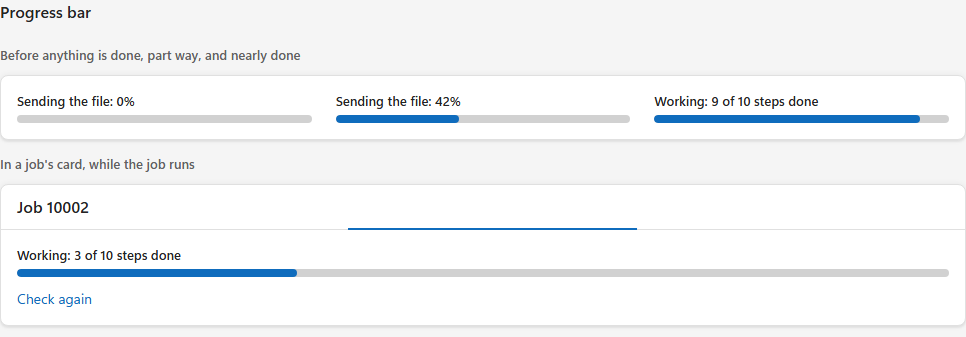 Progress bar
Before anything is done, part way, and nearly done
Sending the file: 0%
Sending the file: 42%
Working: 9 of 10 steps done
In a job's card, while the job runs
Job 10002
Working: 3 of 10 steps done
Check again